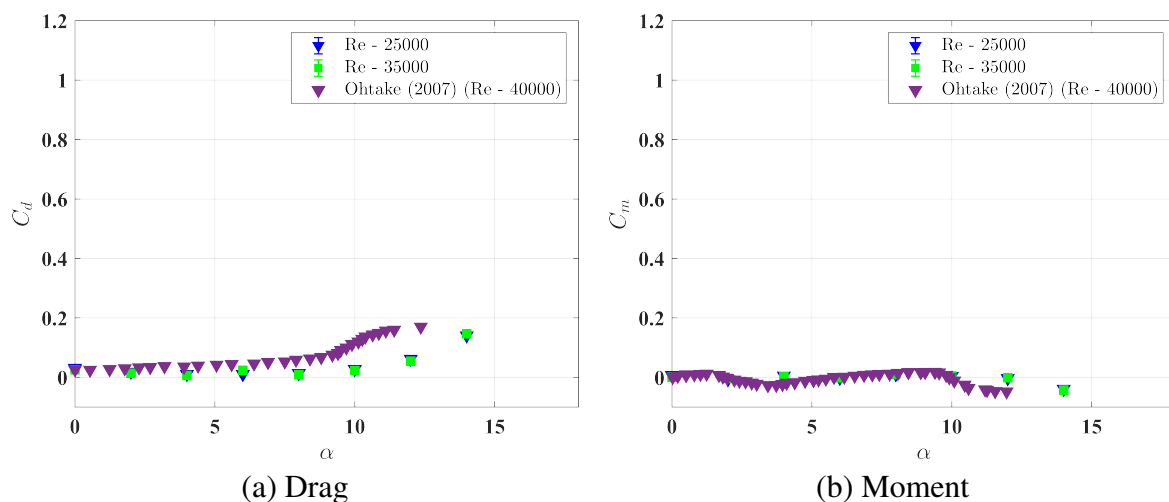 1.2
1
0.8
0.6
0.4
0.2
0
C_d
0
5
10
15
α
Re - 25000
Re - 35000
Ohtake (2007) (Re - 40000)
(a) Drag
1.2
1
0.8
0.6
0.4
0.2
0
C_m
0
5
10
15
α
Re - 25000
Re - 35000
Ohtake (2007) (Re - 40000)
(b) Moment